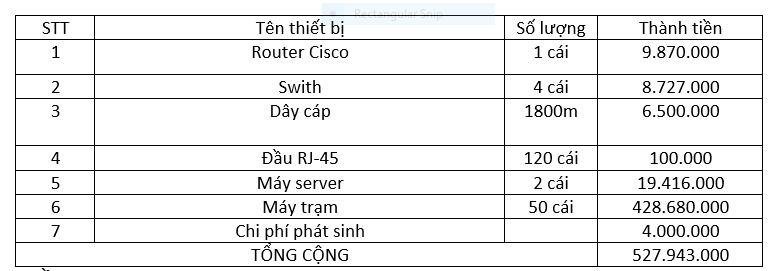 Rectangular Snip
STT Tên thiết bị Số lượng Thành tiền
1 Router Cisco 1 cái 9.870.000
2 Swith 4 cái 8.727.000
3 Dây cáp 1800m 6.500.000
4 Đầu RJ-45 120 cái 100.000
5 Máy server 2 cái 19.416.000
6 Máy trạm 50 cái 428.680.000
7 Chi phí phát sinh 4.000.000
TỔNG CỘNG 527.943.000